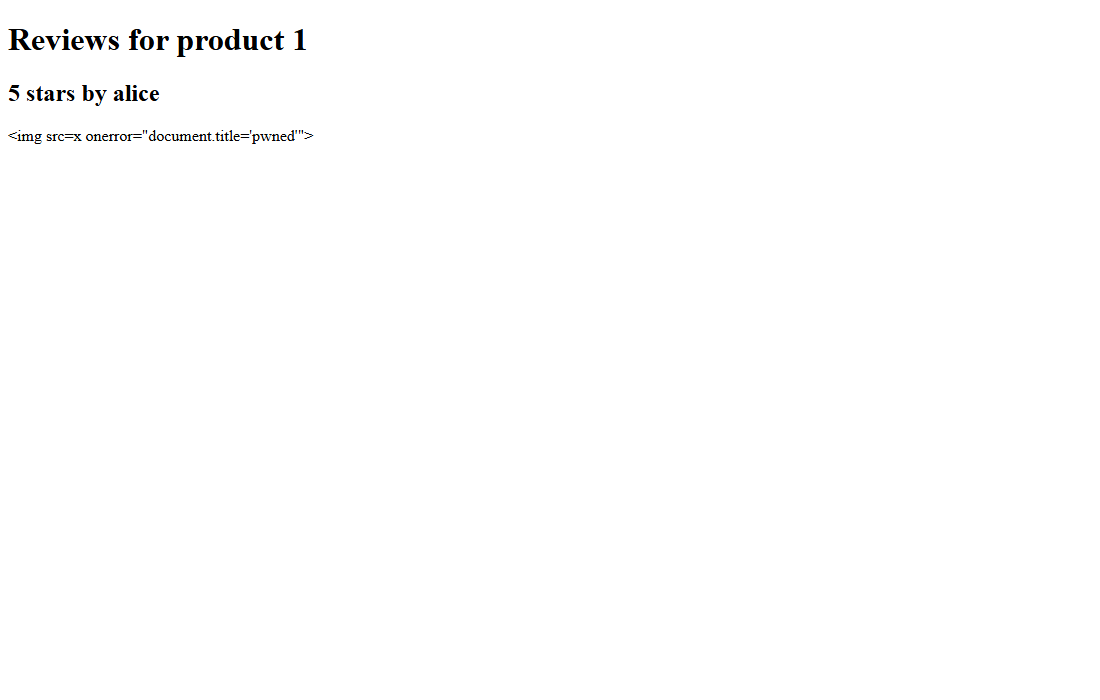 Reviews for product 1
5 stars by alice
<img src=x onerror="document.title='pwned'">